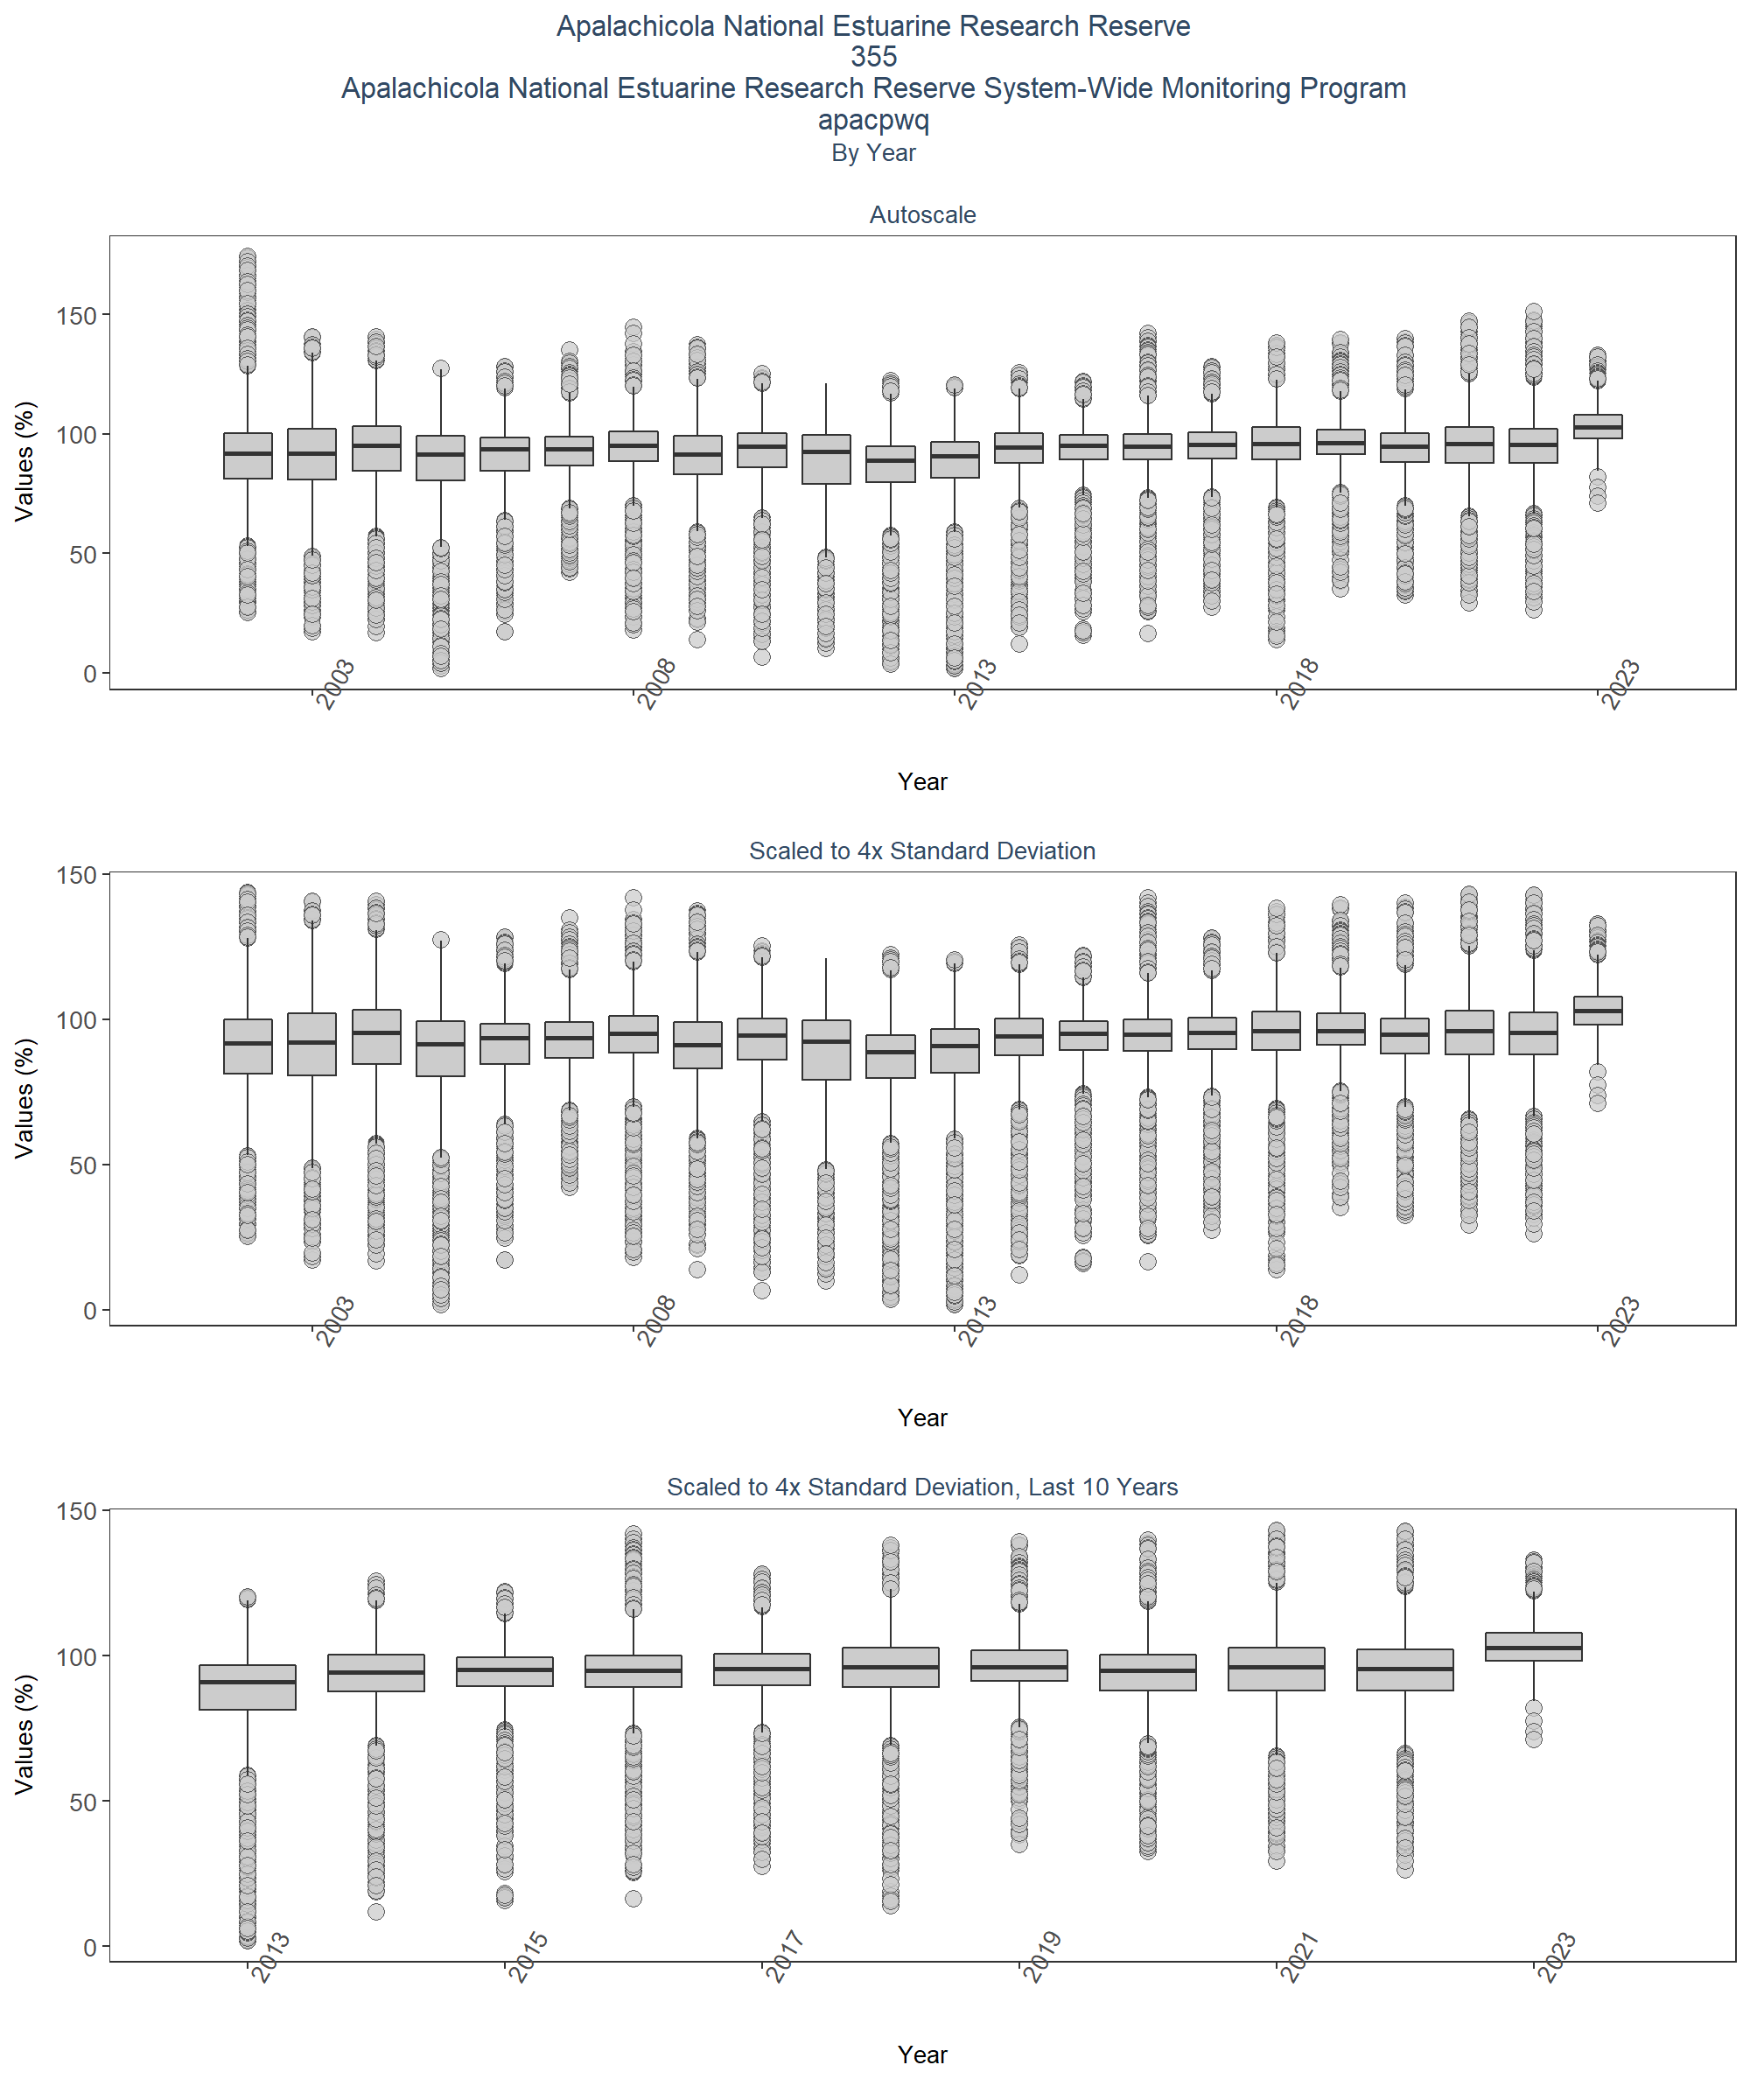 Apalachicola National Estuarine Research Reserve
355
Apalachicola National Estuarine Research Reserve System-Wide Monitoring Program
apacpwq
By Year
Autoscale
Values (%)
150
100
50
0
2003
2008
2013
2018
2023
Year
Scaled to 4x Standard Deviation
Values (%)
150
100
50
0
2003
2008
2013
2018
2023
Year
Scaled to 4x Standard Deviation, Last 10 Years
Values (%)
150
100
50
0
2013
2015
2017
2019
2021
2023
Year